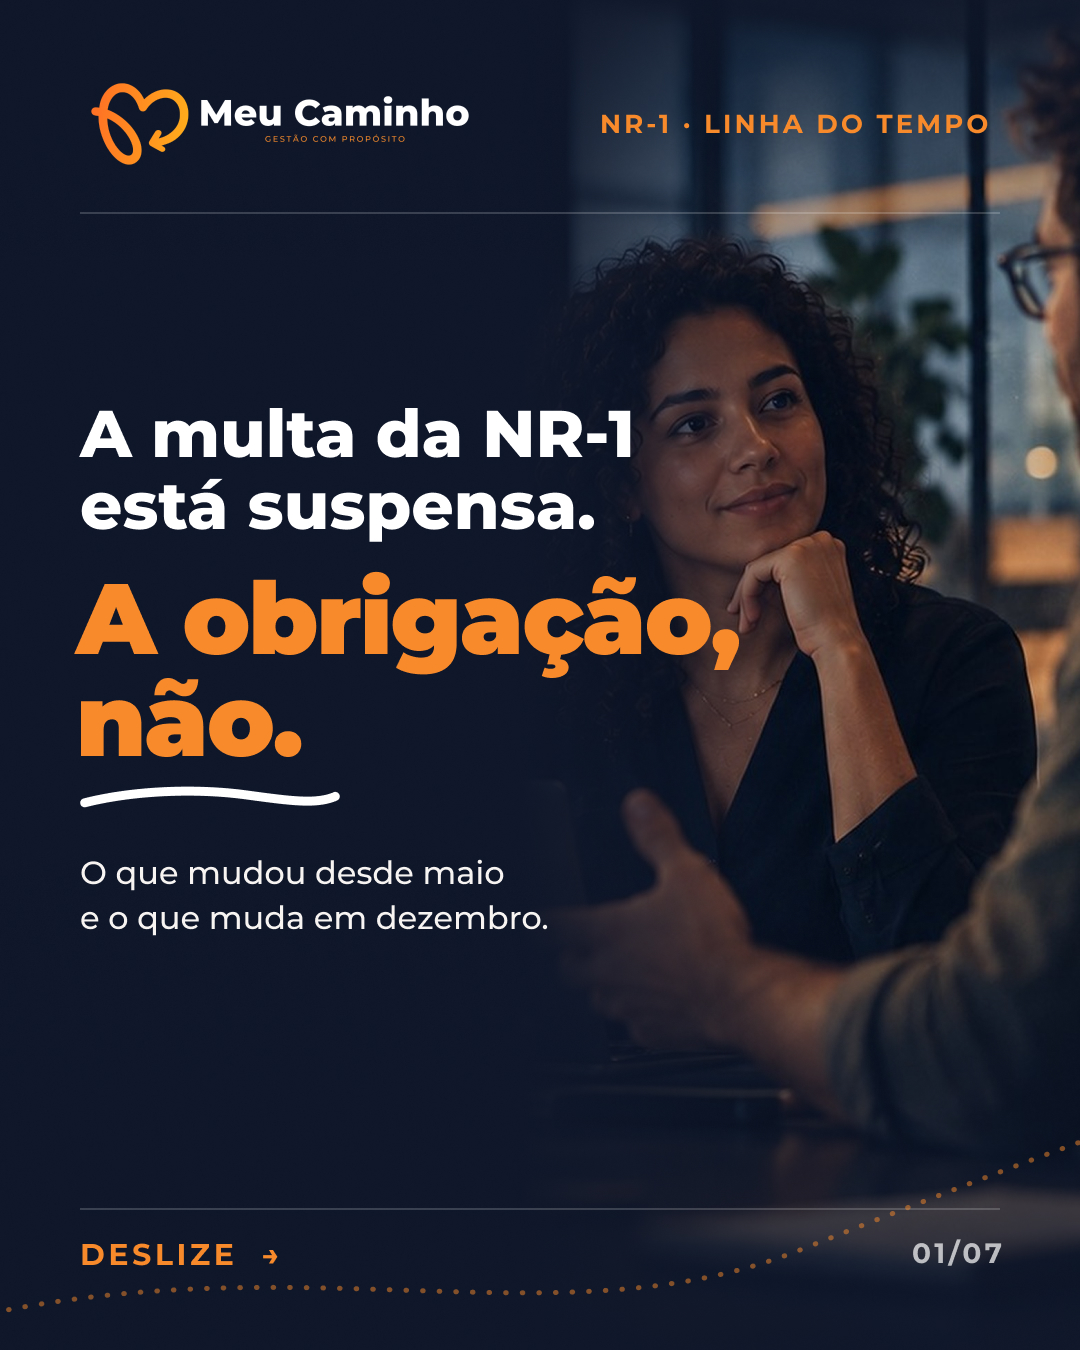 Meu Caminho
GESTÃO COM PROPÓSITO
NR-1 · LINHA DO TEMPO
A multa da NR-1
está suspensa.
A obrigação,
não.
O que mudou desde maio
e o que muda em dezembro.
DESLIZE →
01/07